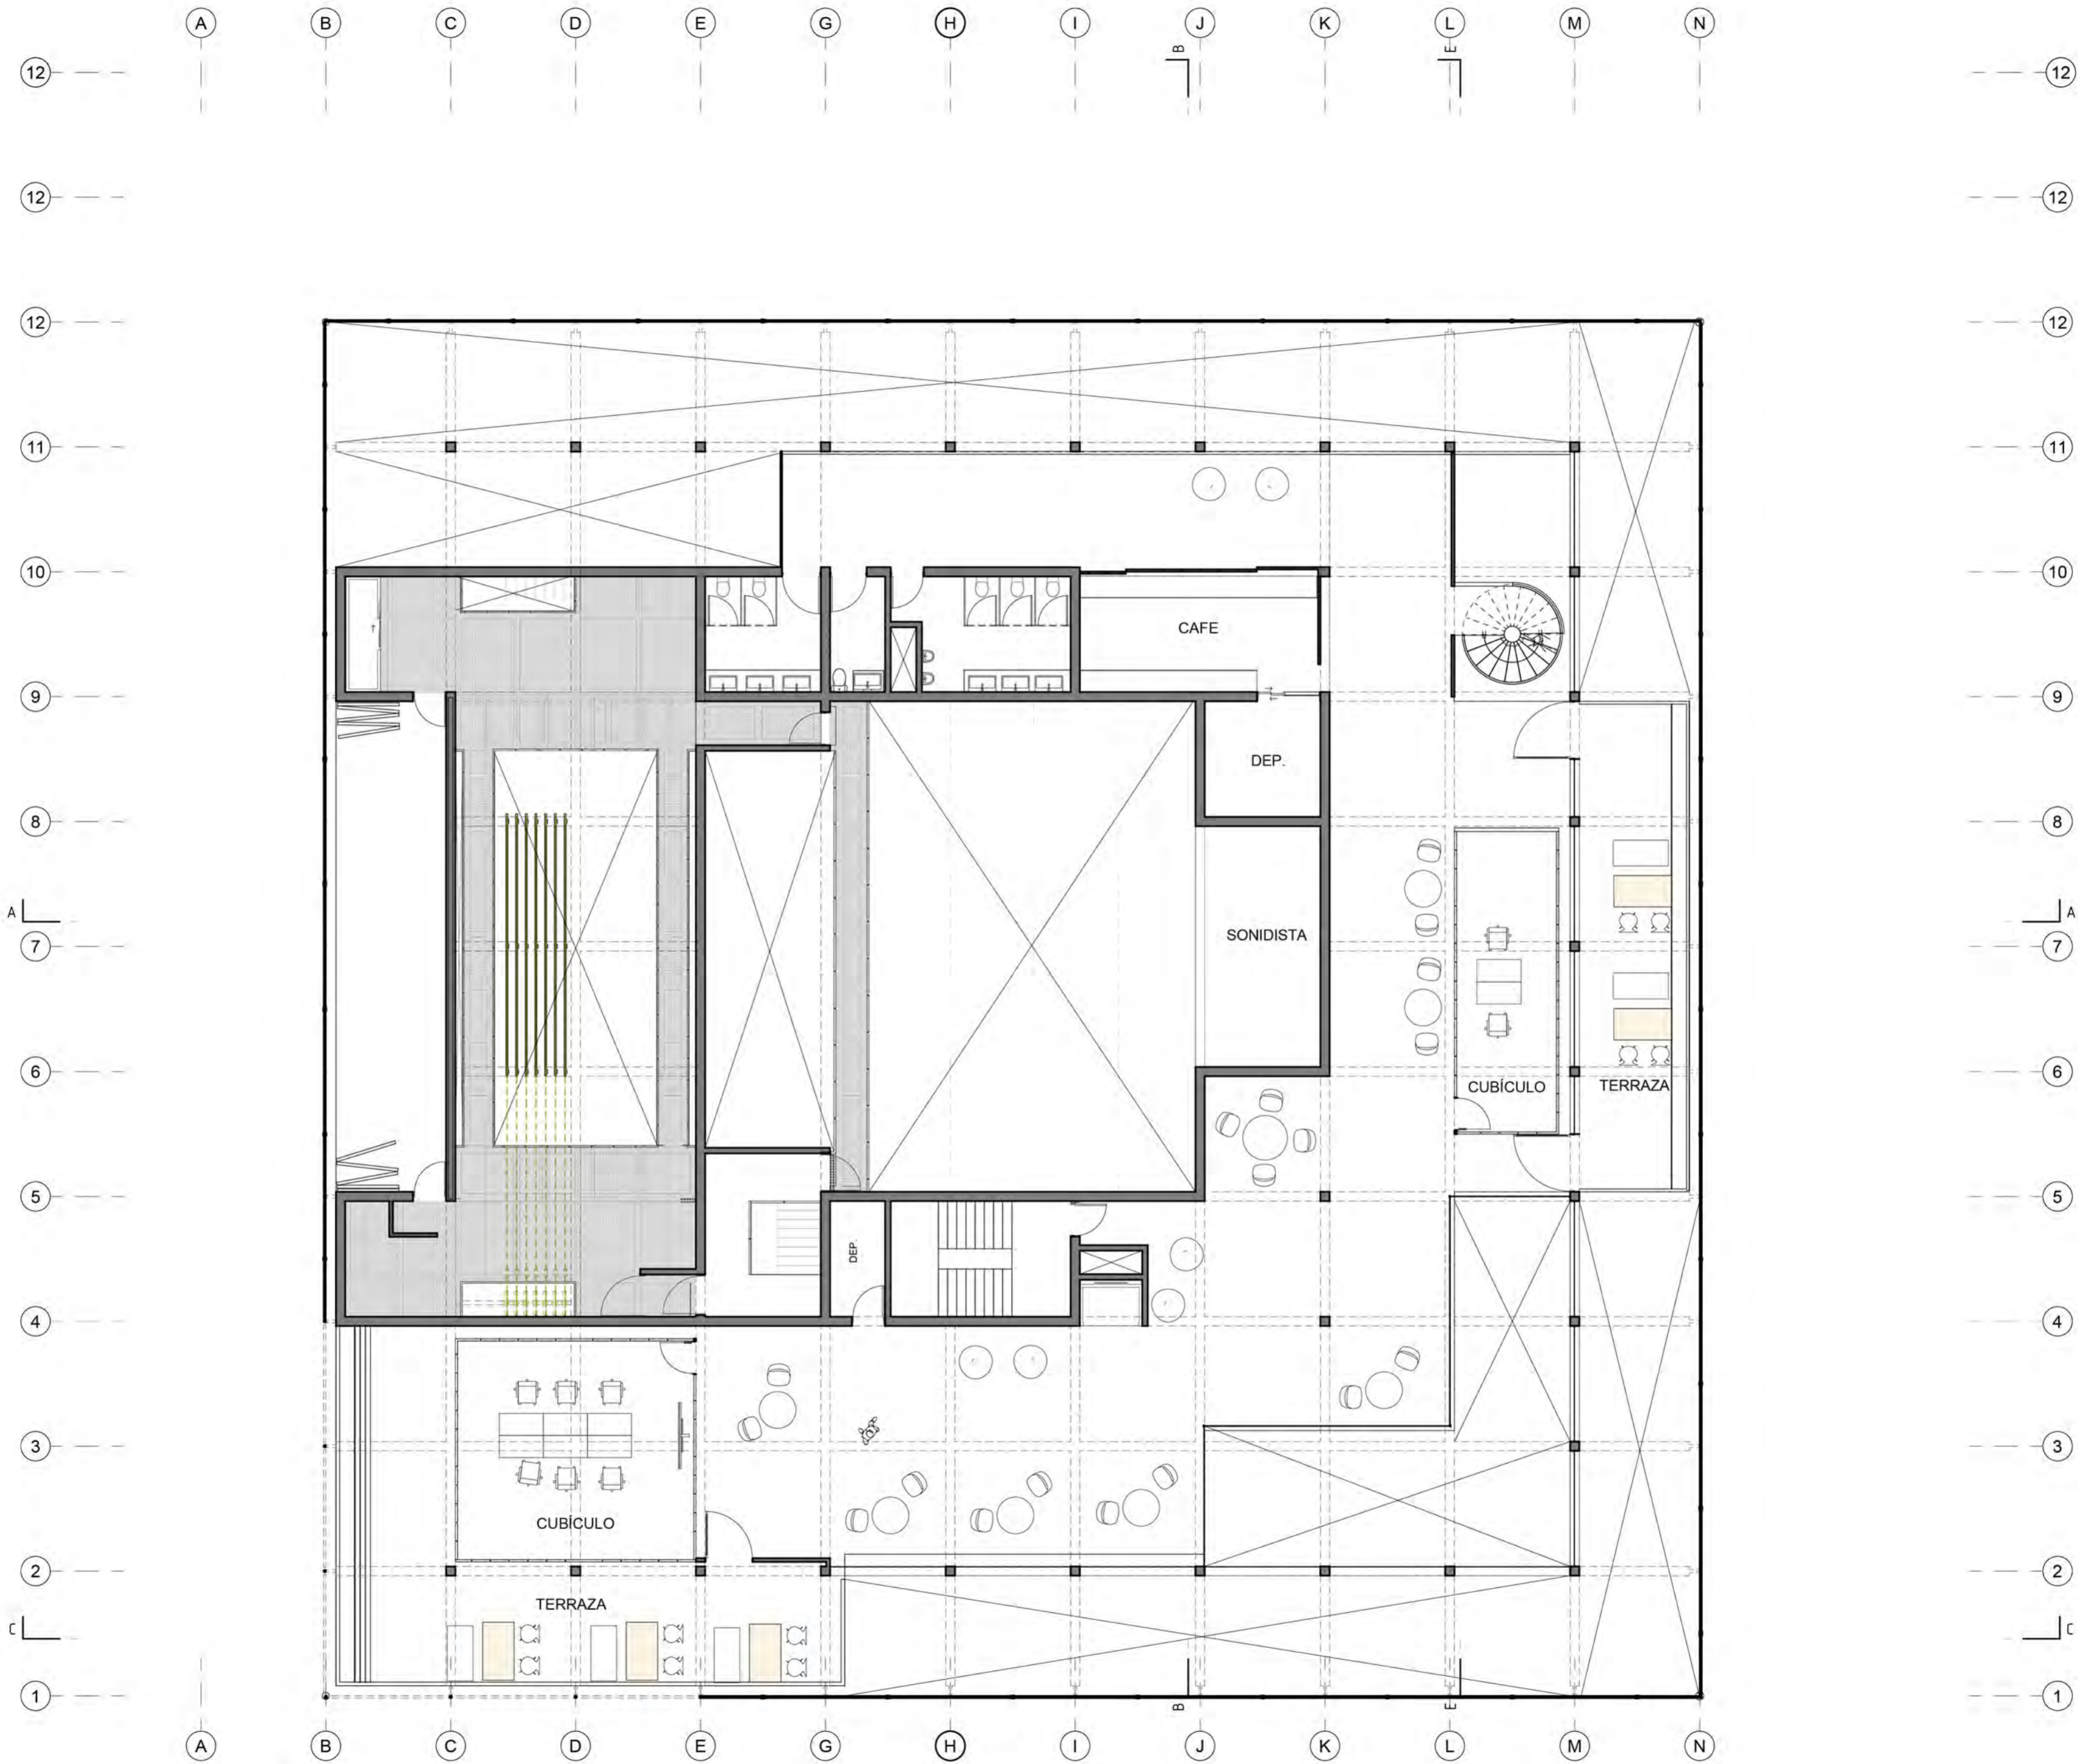 A B C D E G H I J K L M N
B E
12 12
12 12
12 12
11 11
10 10
CAFE
9 9
DEP.
8 8
A A
SONIDISTA
7 7
6 6
CUBÍCULO TERRAZA
5 5
DEP.
4 4
3 3
CUBÍCULO
2 2
TERRAZA
C C
1 1
B E
A B C D E G H I J K L M N